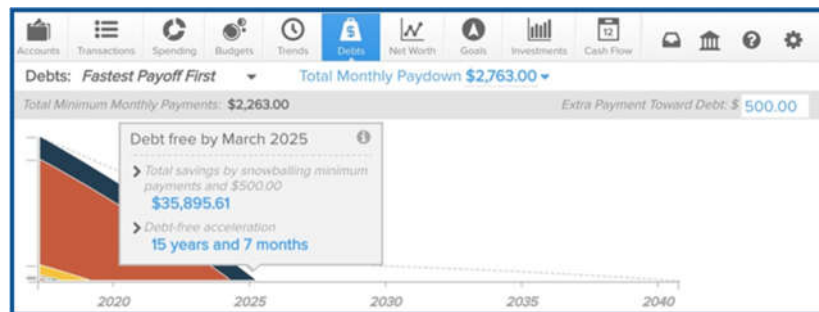 Accounts Transactions Spending Budgets Trends Debts Net Worth Goals Investments Cash Flow
$
12
?
Debts: Fastest Payoff First Total Monthly Paydown $2,763.00
Total Minimum Monthly Payments: $2,263.00 Extra Payment Toward Debt: $ 500.00
Debt free by March 2025 i
Total savings by snowballing minimum
payments and $500.00
$35,895.61
Debt-free acceleration
15 years and 7 months
2020 2025 2030 2035 2040